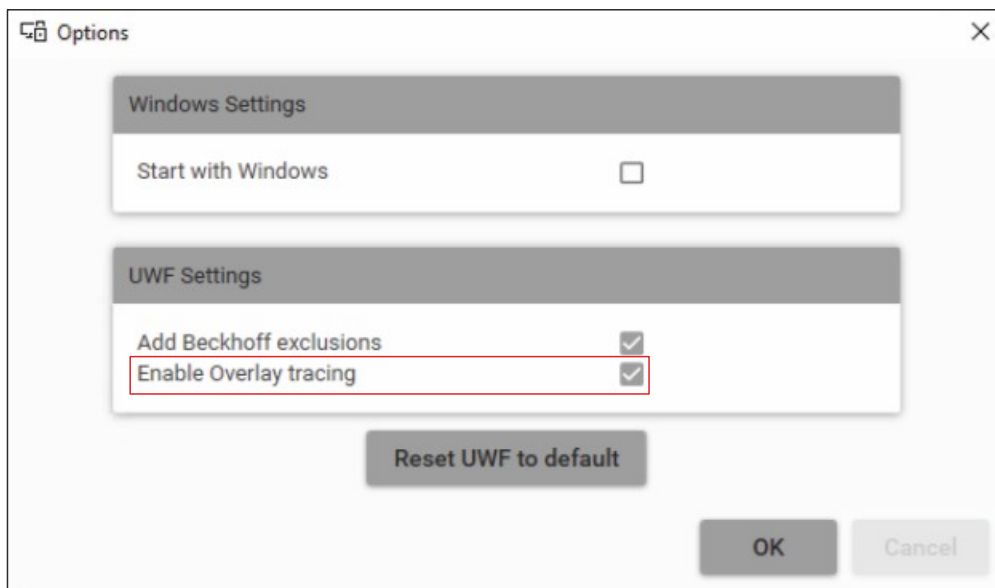 Options
Windows Settings
Start with Windows
UWF Settings
Add Beckhoff exclusions
Enable Overlay tracing
Reset UWF to default
OK Cancel